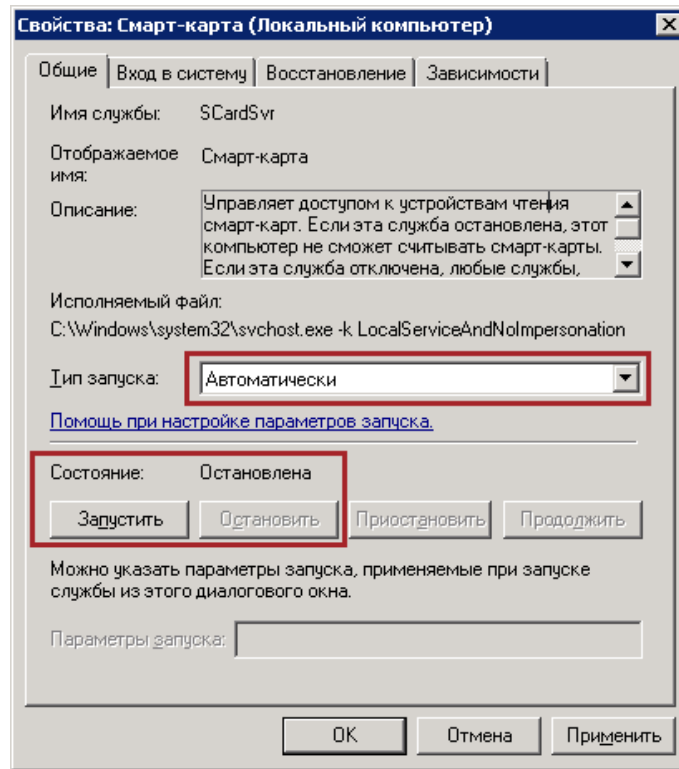 Свойства: Смарт-карта (Локальный компьютер)
Общие Вход в систему Восстановление Зависимости
Имя службы: SCardSvr
Отображаемое имя: Смарт-карта
Описание: Управляет доступом к устройствам чтения
смарт-карт. Если эта служба остановлена, этот
компьютер не сможет считывать смарт-карты.
Если эта служба отключена, любые службы,
Исполняемый файл:
C:\Windows\system32\svchost.exe -k LocalServiceAndNoImpersonation
Тип запуска: Автоматически
Помощь при настройке параметров запуска.
Состояние: Остановлена
Запустить Остановить Приостановить Продолжить
Можно указать параметры запуска, применяемые при запуске
службы из этого диалогового окна.
Параметры запуска:
OK Отмена Применить